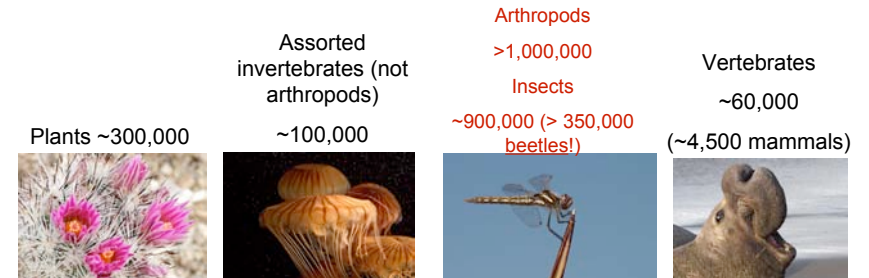 Plants ~300,000
Assorted
invertebrates (not
arthropods)
~100,000
Arthropods
>1,000,000
Insects
~900,000 (> 350,000
beetles!)
Vertebrates
~60,000
(~4,500 mammals)